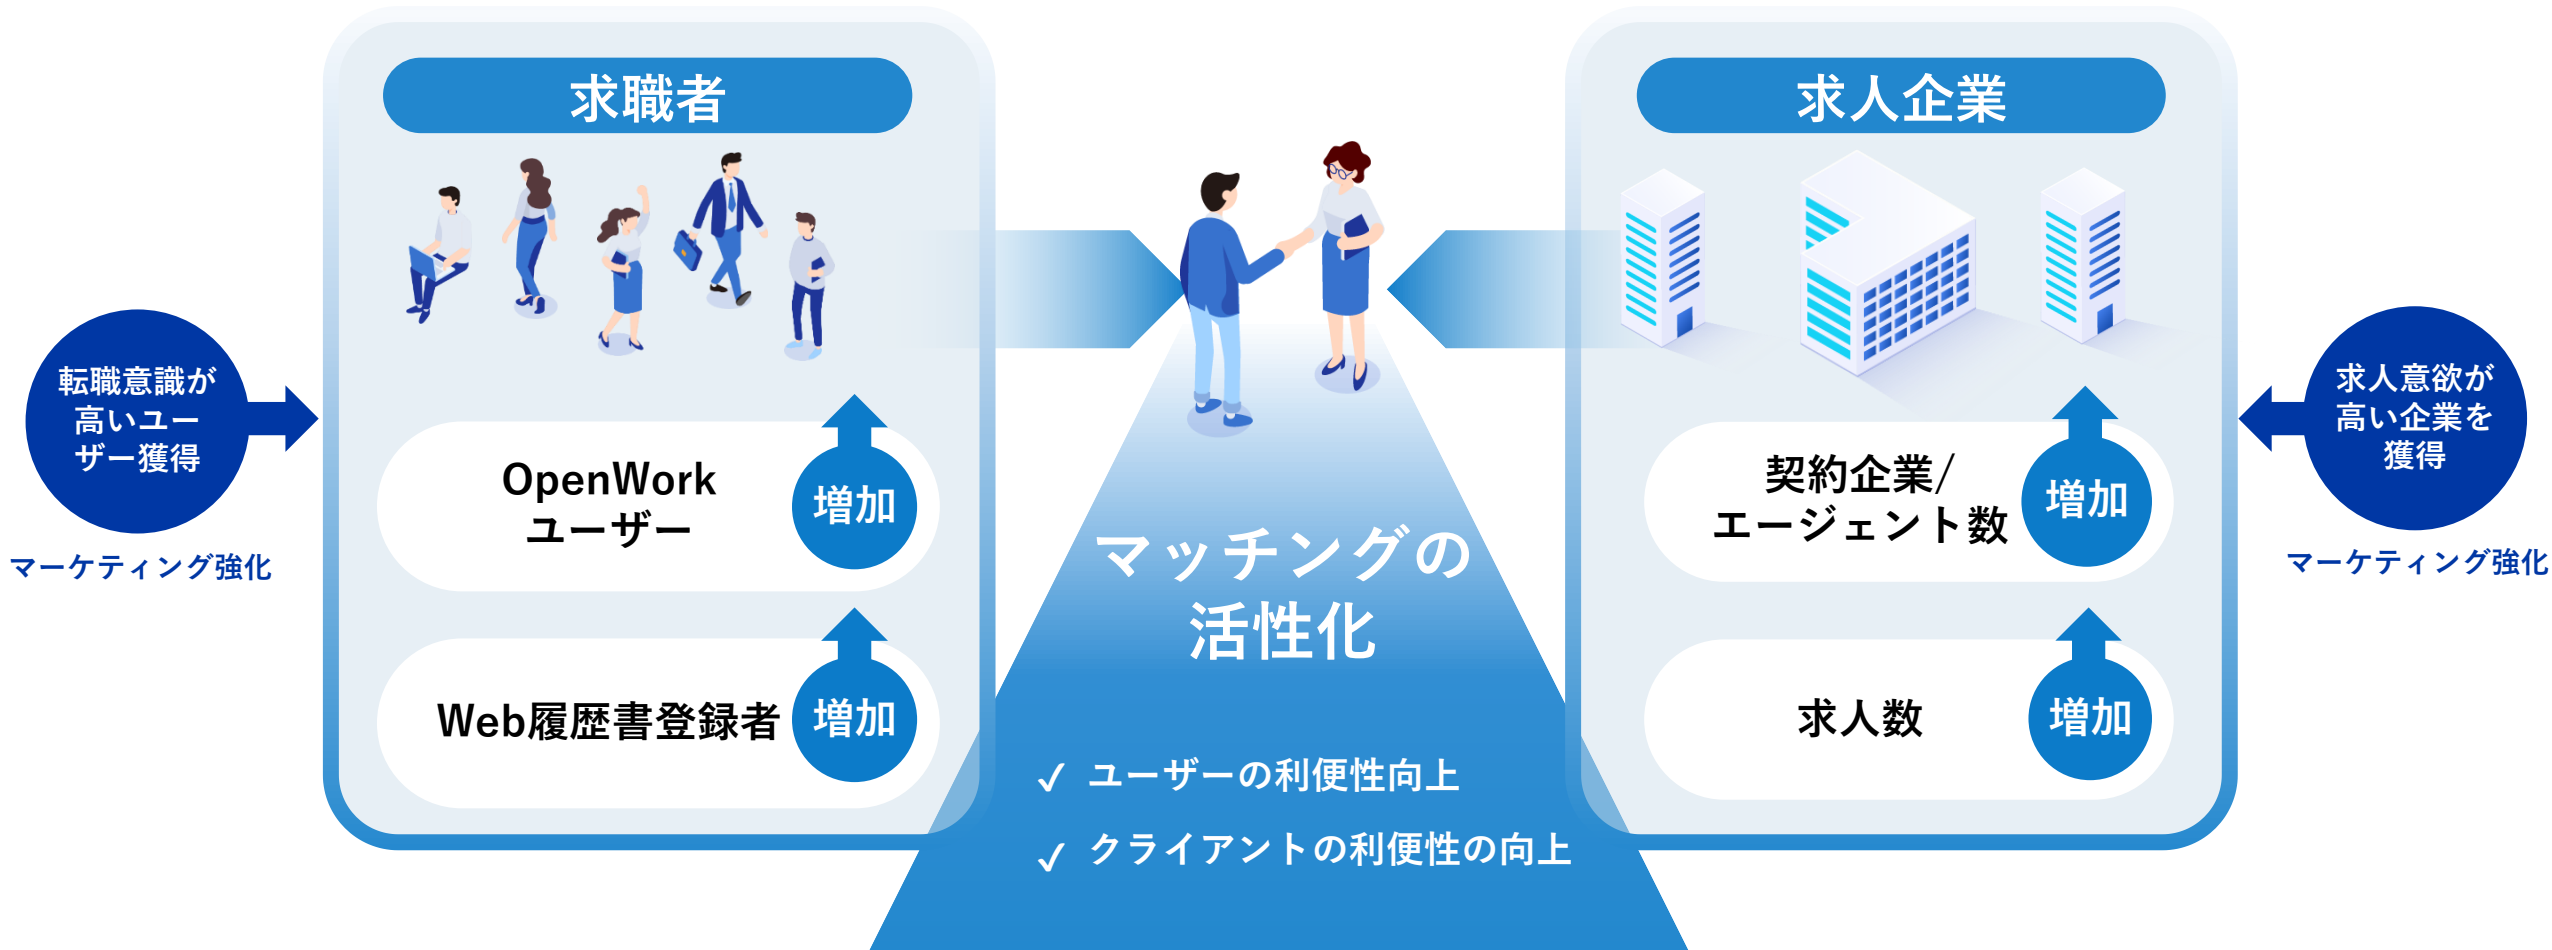 求職者
転職意識が
高いユー
ザー獲得
マーケティング強化
OpenWork
ユーザー
増加
Web履歴書登録者
増加
マッチングの
活性化
✓ ユーザーの利便性向上
✓ クライアントの利便性の向上
求人企業
契約企業/
エージェント数
増加
求人数
増加
求人意欲が
高い企業を
獲得
マーケティング強化